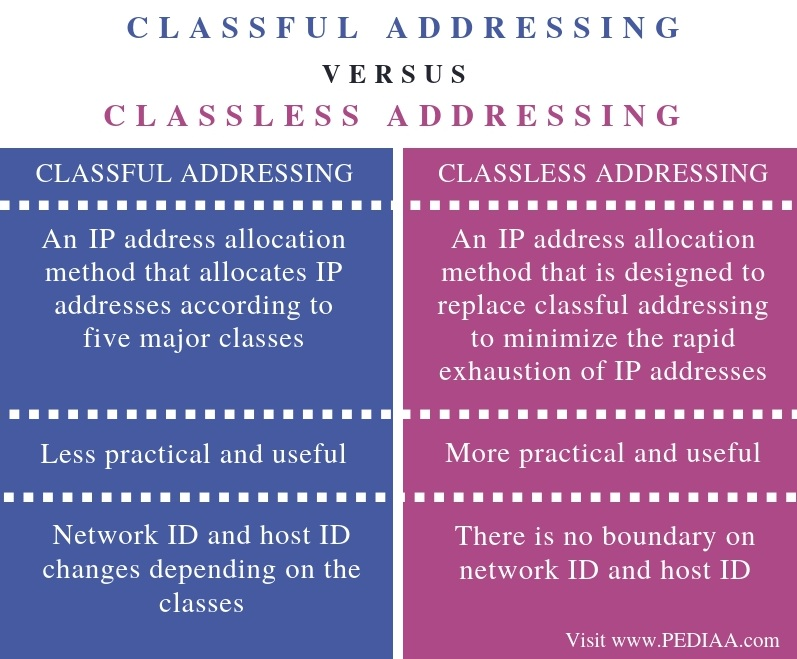 CLASSFUL ADDRESSING
VERSUS
CLASSLESS ADDRESSING
CLASSFUL ADDRESSING
An IP address allocation
method that allocates IP
addresses according to
five major classes
Less practical and useful
Network ID and host ID
changes depending on the
classes
CLASSLESS ADDRESSING
An IP address allocation
method that is designed to
replace classful addressing
to minimize the rapid
exhaustion of IP addresses
More practical and useful
There is no boundary on
network ID and host ID
Visit www.PEDIAA.com